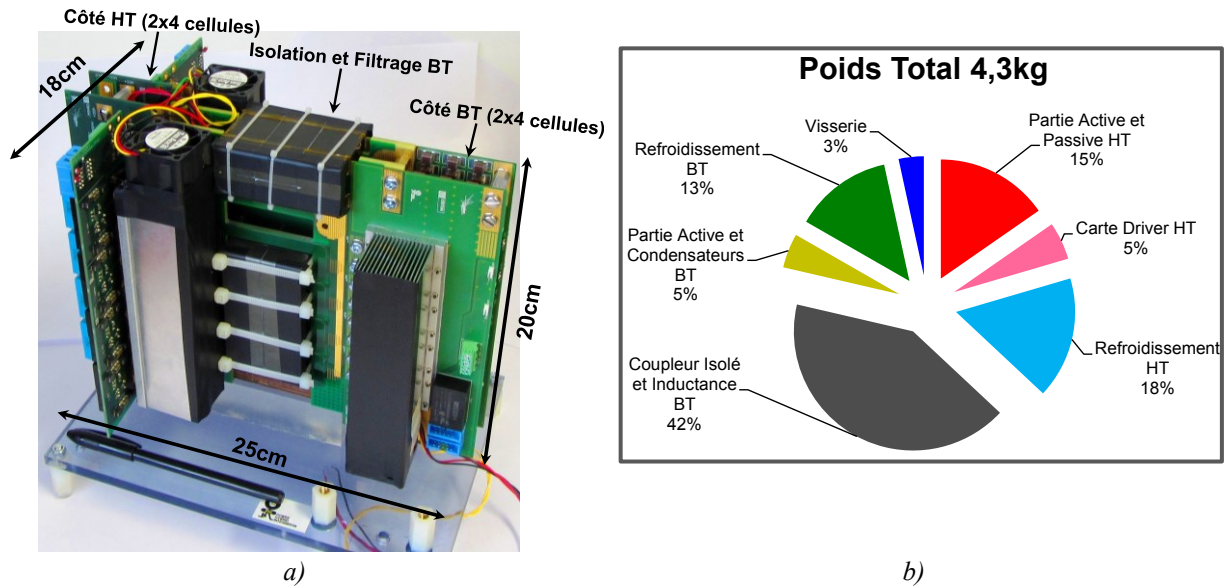 Côté HT (2x4 cellules)
18cm
Isolation et Filtrage BT
Côté BT (2x4 cellules)
20cm
25cm
a)
Poids Total 4,3kg
Visserie
3%
Partie Active et
Passive HT
15%
Carte Driver HT
5%
Refroidissement
HT
18%
Coupleur Isolé
et Inductance
BT
42%
Partie Active et
Condensateurs
BT
5%
Refroidissement
BT
13%
b)